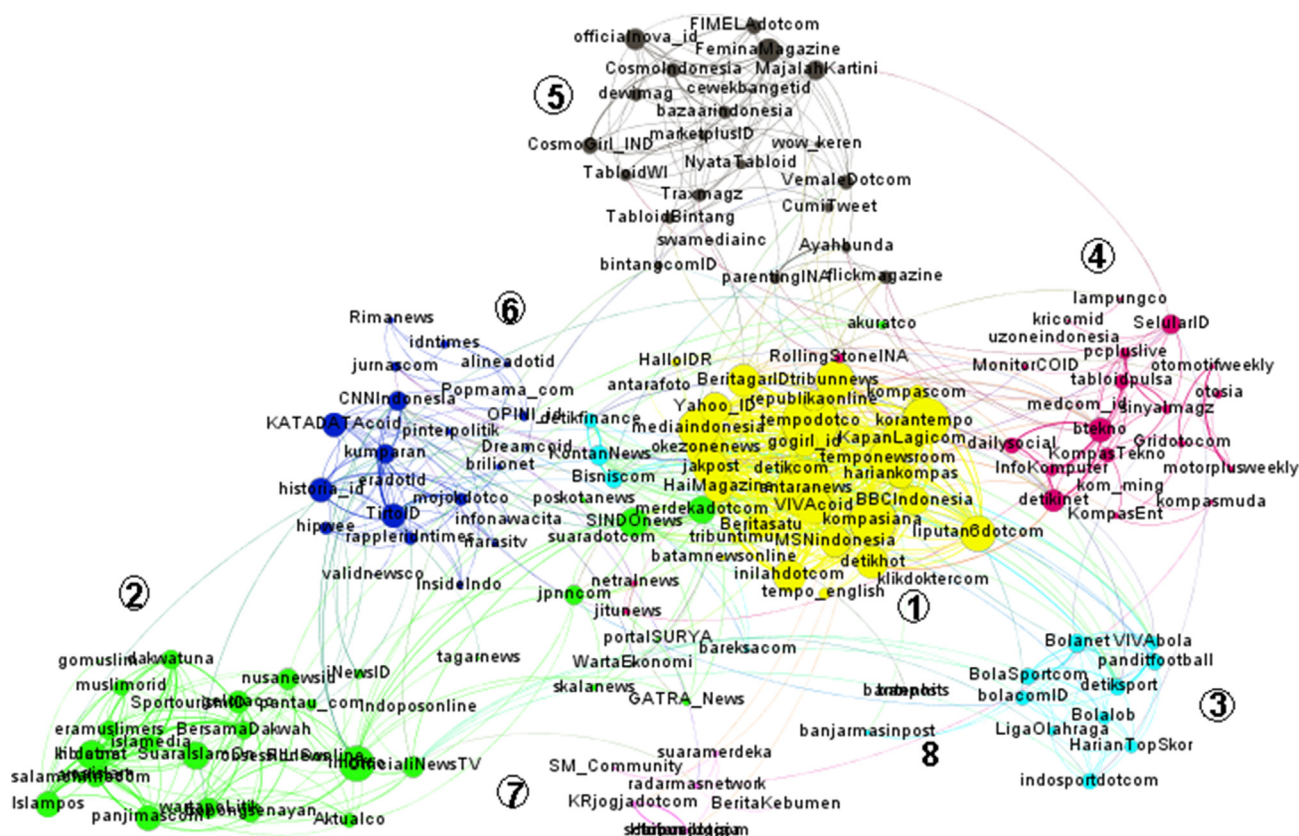 FIMELAdotcom
officialnova_id
FeminaMagazine
CosmoIndonesia
MajalahKartini
⑤
dewimag
cewekbangetid
bazaarindonesia
marketplusID
CosmoGirl_IND
wow_keren
NyataTabloid
TabloidWI
VemaleDotcom
Traxmagz
CumiTweet
TabloidBintang
swamediainc
Ayahbunda
bintangcomID
parentingINA
flickmagazine
④
lampungco
⑥
Rimanews
kricomid
SelularID
akuratco
uzoneindonesia
idntimes
pcpluslive
jurnascom
alineadotid
HalloIDR
RollingStoneINA
MonitorCOID
otomotifweekly
antarafoto
BeritagarID
tribunnews
tabloidpulsa
Popmama_com
CNNIndonesia
republikaonline
kompascom
otosia
Yahoo_ID
medcom_id
sinyalmagz
OPINI_id
detikfinance
tempodotco
korantempo
KATADATAcoid
mediaindonesia
btekno
pinterpolitik
gogirl_id
KapanLagicom
Dreamcoid
okezonenews
dailysocial
Gridotocom
kumparan
KontanNews
temponewsroom
KompasTekno
brilionet
jakpost
detikcom
hariankompas
InfoKomputer
motorplusweekly
eradotid
Bisniscom
HaiMagazine
antaranews
kom_ming
historia_id
mojokdotco
poskotanews
merdekadotcom
VIVAcoid
BBCIndonesia
detikinet
kompasmuda
TirtoID
infonawacita
SINDOnews
Beritasatu
kompasiana
KompasEnt
hipwee
rapplerid
ntimes
narasitv
suaradotcom
tribuntimu
MSNindonesia
liputan6dotcom
batamnewsonline
validnewsco
InsideIndo
netralnews
inilahdotcom
detikhot
klikdoktercom
②
jpnncom
tempo_english
jitunews
①
portalSURYA
Bolanet
VIVAbola
gomuslim
dakwatuna
tagarnews
WartaEkonomi
bareksacom
panditfootball
nusanewsid
iNewsID
BolaSportcom
muslimorid
skalanews
detiksport
bolacomID
③
pantau_com
Indoposonline
GATRA_News
Bolalob
eramuslimers
BersamaDakwah
banjarmasinpost
LigaOlahraga
islamedia
SuaraIslam
suaramerdeka
8
HarianTopSkor
OfficialiNewsTV
SM_Community
radarmasnetwork
indosportdotcom
⑦
Islampos
wartapolitik
KRjogjadotcom
BeritaKebumen
panjimascom
Aktualco